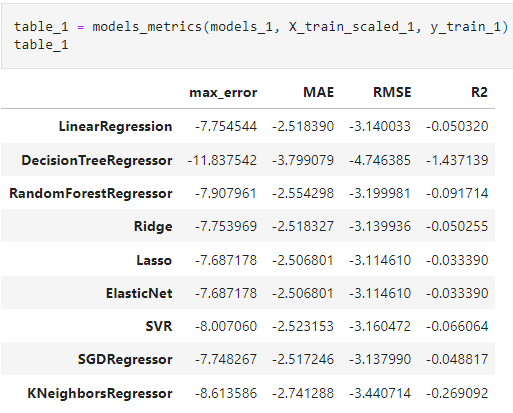 table_1 = models_metrics(models_1, X_train_scaled_1, y_train_1)
table_1
max_error MAE RMSE R2
LinearRegression -7.754544 -2.518390 -3.140033 -0.050320
DecisionTreeRegressor -11.837542 -3.799079 -4.746385 -1.437139
RandomForestRegressor -7.907961 -2.554298 -3.199981 -0.091714
Ridge -7.753969 -2.518327 -3.139936 -0.050255
Lasso -7.687178 -2.506801 -3.114610 -0.033390
ElasticNet -7.687178 -2.506801 -3.114610 -0.033390
SVR -8.007060 -2.523153 -3.160472 -0.066064
SGDRegressor -7.748267 -2.517246 -3.137990 -0.048817
KNeighborsRegressor -8.613586 -2.741288 -3.440714 -0.269092